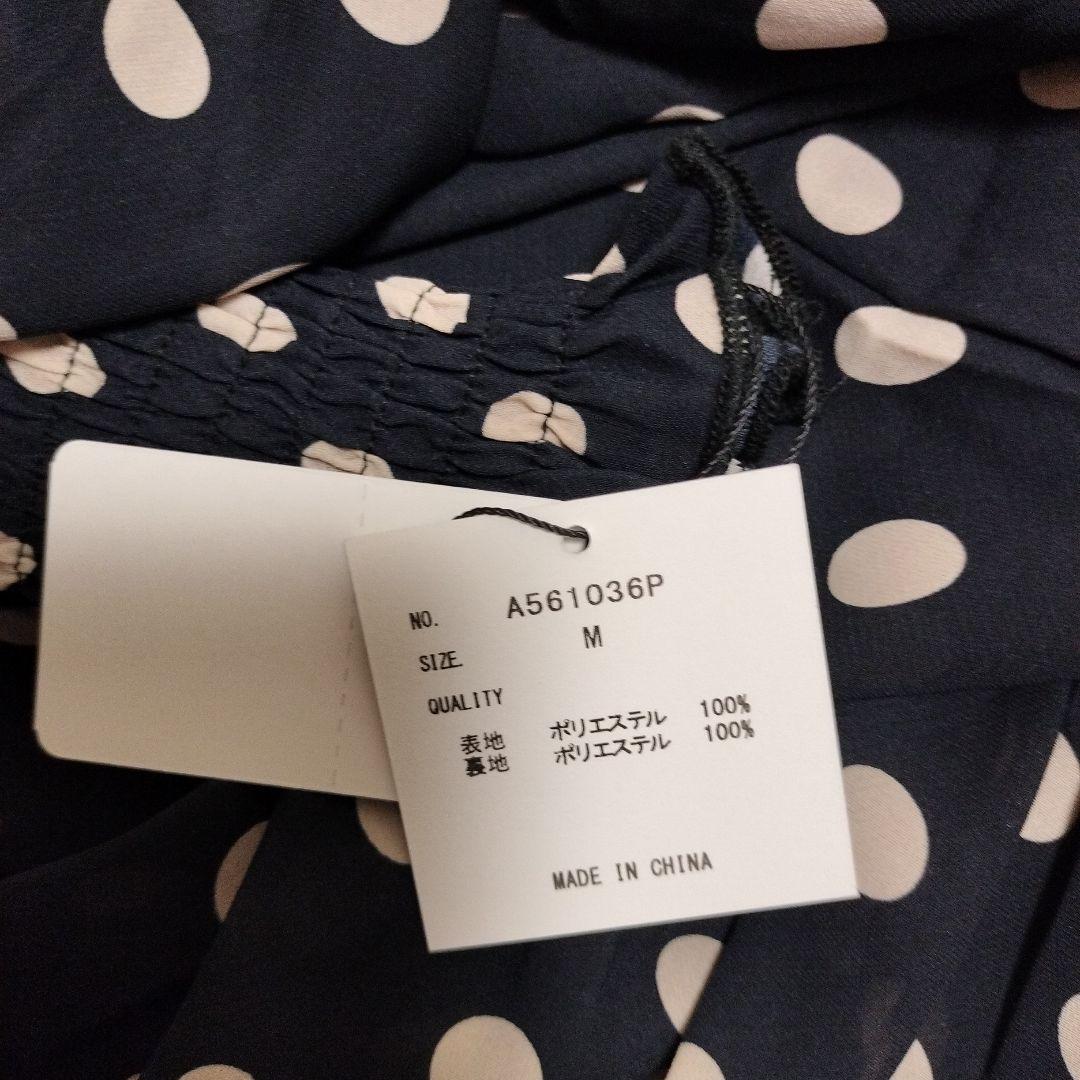 NO. A561036P
SIZE. M
QUALITY
表地 ポリエステル 100%
裏地 ポリエステル 100%
MADE IN CHINA